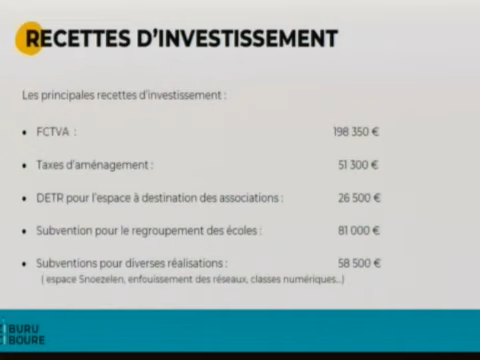 RECETTES D'INVESTISSEMENT
Les principales recettes d'investissement :
• FCTVA : 198 350 €
• Taxes d'aménagement : 51 300 €
• DETR pour l'espace à destination des associations : 26 500 €
• Subvention pour le regroupement des écoles : 81 000 €
• Subventions pour diverses réalisations : 58 500 €
( espace Snoezelen, enfouissement des réseaux, classes numériques...)
BURU
BOURE